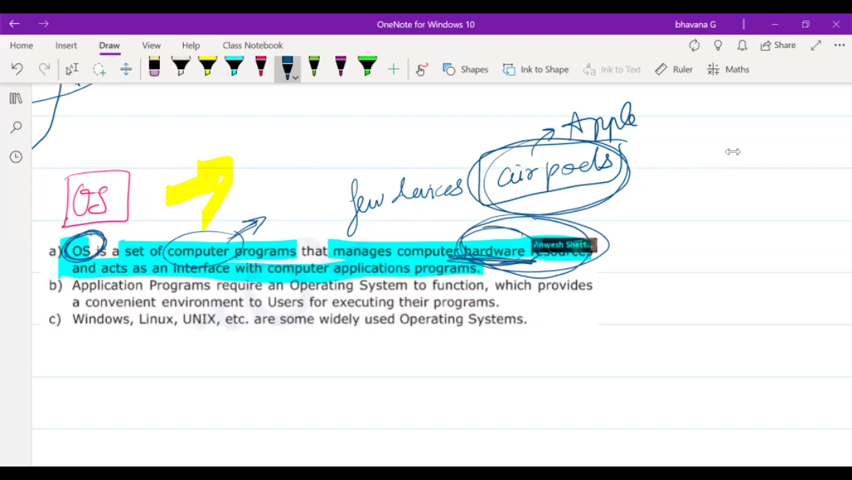 OneNote for Windows 10
bhavana G
Home Insert Draw View Help Class Notebook
Share
Shapes Ink to Shape Ink to Text Ruler Maths
Apple
few devices airpods
OS
a) OS is a set of computer programs that manages computer hardware resources
Anwesh Shett...
and acts as an interface with computer applications programs.
b) Application Programs require an Operating System to function, which provides
a convenient environment to Users for executing their programs.
c) Windows, Linux, UNIX, etc. are some widely used Operating Systems.